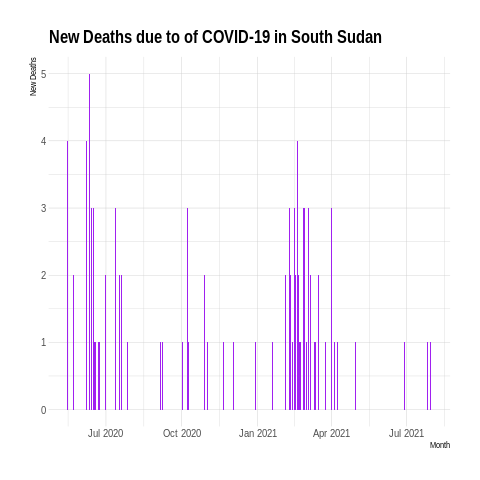 New Deaths due to of COVID-19 in South Sudan
New Deaths
5
4
3
2
1
0
Jul 2020 Oct 2020 Jan 2021 Apr 2021 Jul 2021
Month